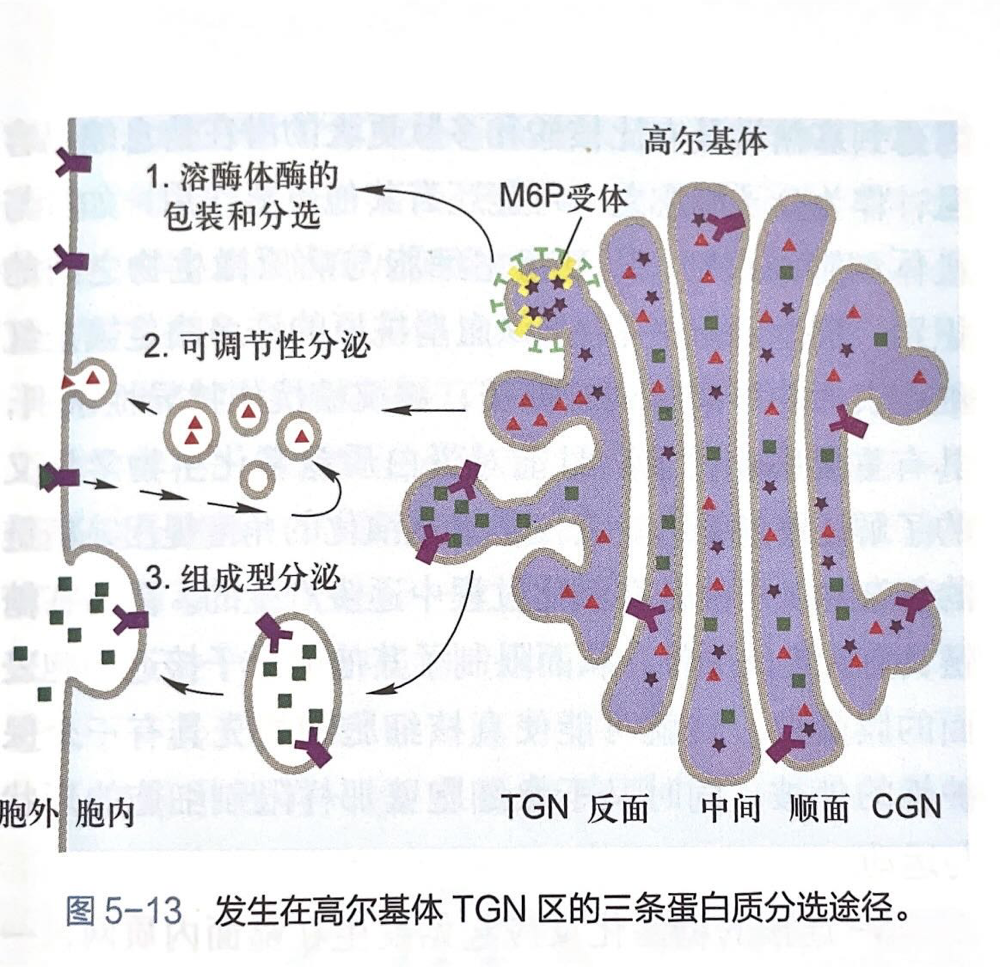 高尔基体
1. 溶酶体酶的
包装和分选
M6P受体
2. 可调节性分泌
3. 组成型分泌
胞外 胞内
TGN 反面 中间 顺面 CGN
图 5-13 发生在高尔基体 TGN 区的三条蛋白质分选途径。